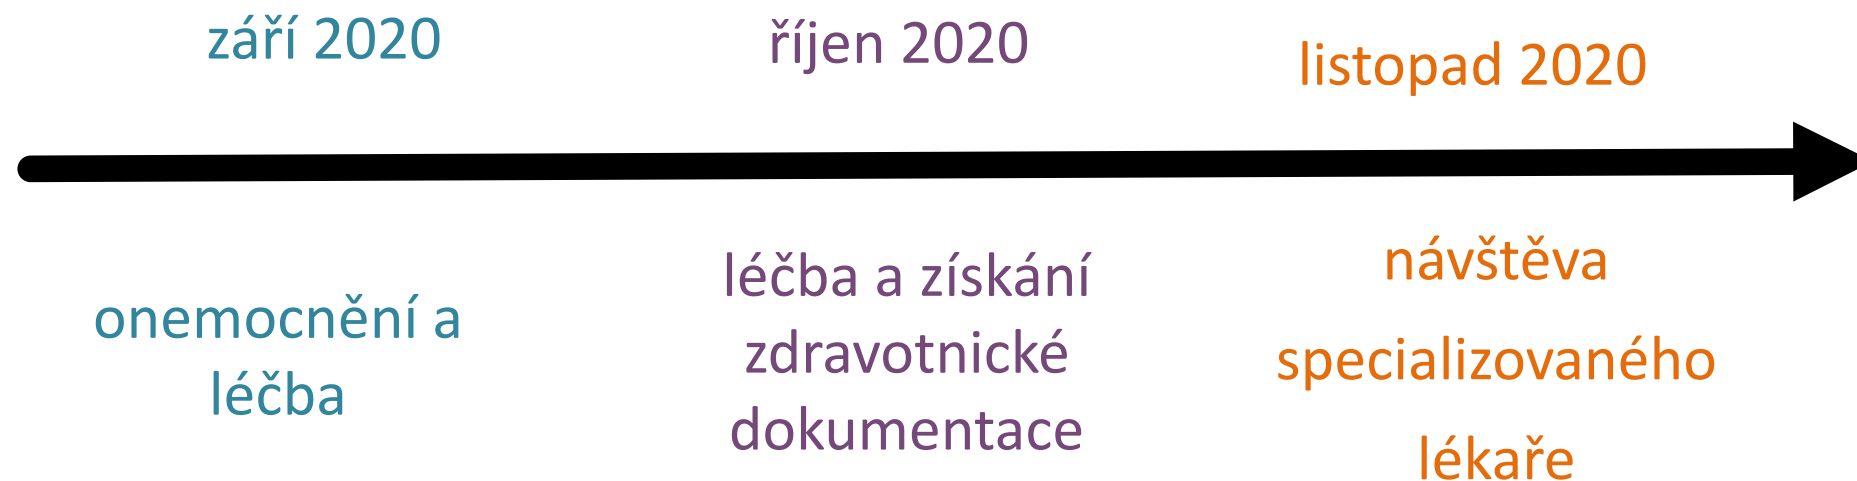 září 2020
říjen 2020
listopad 2020
onemocnění a
léčba
léčba a získání
zdravotnické
dokumentace
návštěva
specializovaného
lékaře